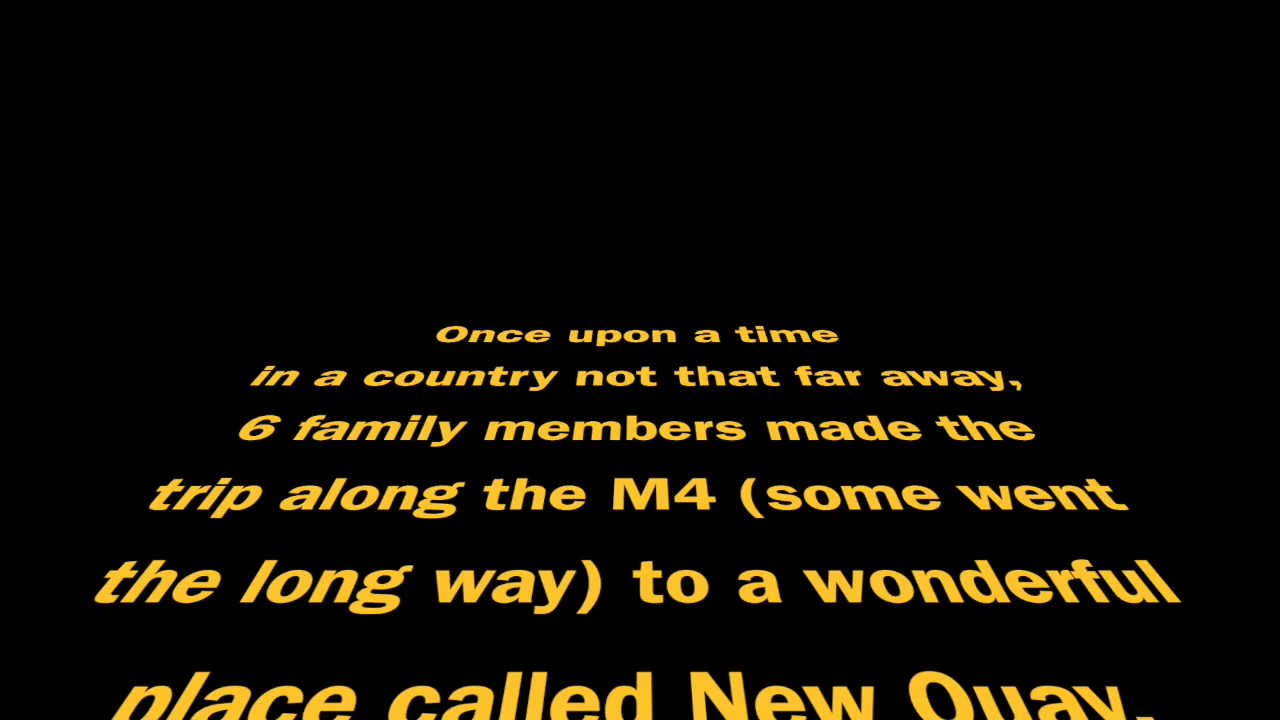 Once upon a time
in a country not that far away,
6 family members made the
trip along the M4 (some went
the long way) to a wonderful
place called New Quay.